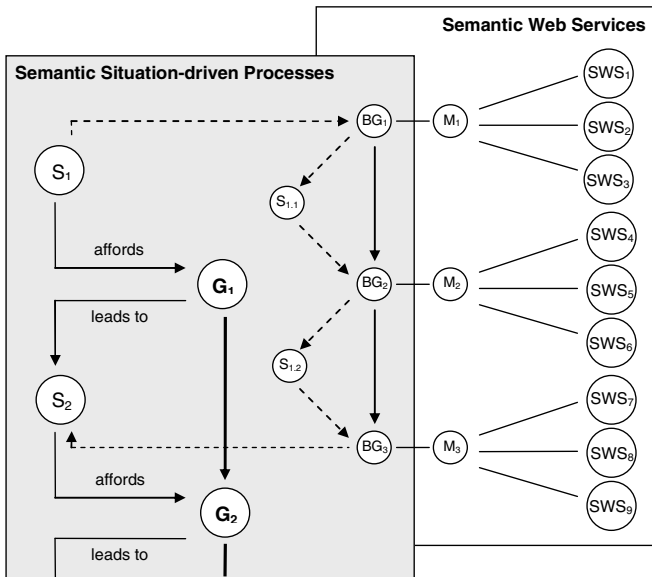 Semantic Web Services
Semantic Situation-driven Processes
SWS₁
BG₁
M₁
SWS₂
S₁
SWS₃
S₁.₁
SWS₄
affords
G₁
BG₂
M₂
SWS₅
leads to
SWS₆
S₁.₂
S₂
SWS₇
BG₃
M₃
SWS₈
affords
SWS₉
G₂
leads to